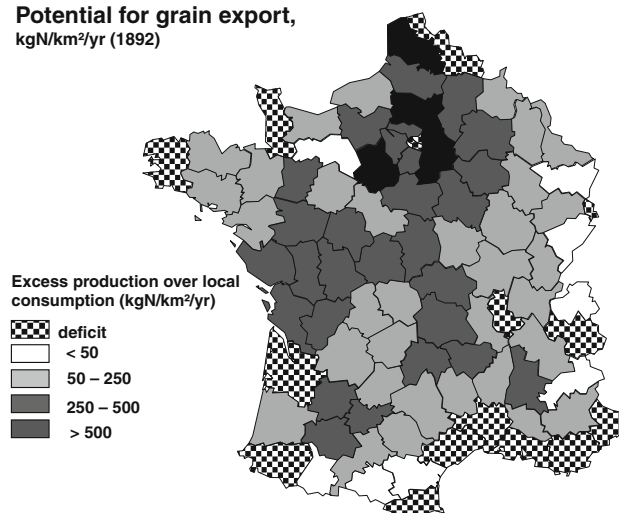 Potential for grain export,
kgN/km²/yr (1892)
Excess production over local
consumption (kgN/km²/yr)
deficit
< 50
50 – 250
250 – 500
> 500